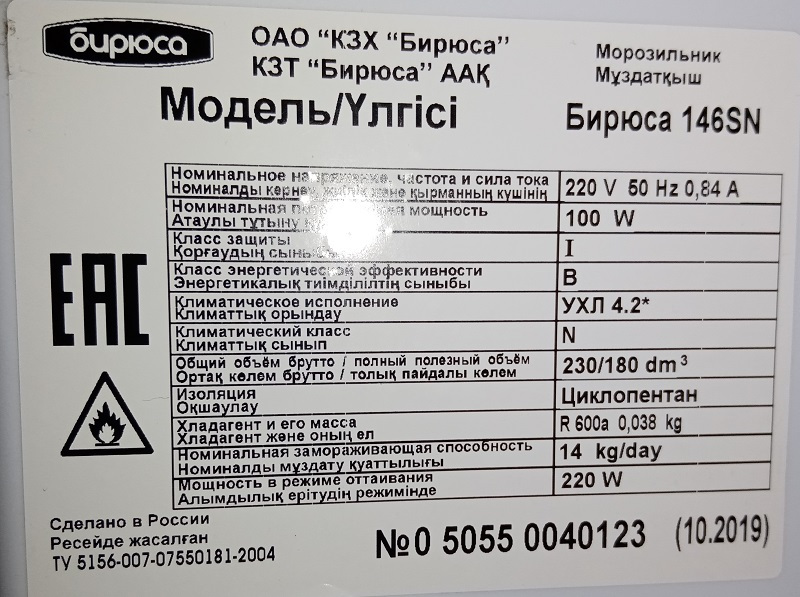 бирюса
ОАО "КЗХ "Бирюса"
КЗТ "Бирюса" ААҚ
Морозильник
Мұздатқыш
Модель/Үлгісі
Бирюса 146SN
Номинальное напряжение, частота и сила тока
Номиналды кернеу, жиілік және қырманның күшінің
220 V 50 Hz 0,84 A
Номинальная мощность
Атаулы тұтыну
100 W
Класс защиты
Қорғаудың
I
Класс энергетической эффективности
Энергетикалық тиімділілтің сыныбы
B
Климатическое исполнение
Климаттық орындау
УХЛ 4.2*
Климатический класс
Климаттық сынып
N
Общий объём брутто / полный полезный объём
Ортақ көлем брутто / толық пайдалы көлем
230/180 dm³
Изоляция
Оқшаулау
Циклопентан
Хладагент и его масса
Хладагент және оның ел
R 600a 0,038 kg
Номинальная замораживающая способность
Номиналды мұздату қуаттылығы
14 kg/day
Мощность в режиме оттаивания
Алымдылық ерітудің режимінде
220 W
EAC
Сделано в России
Ресейде жасалған
ТУ 5156-007-07550181-2004
№0 5055 0040123 (10.2019)